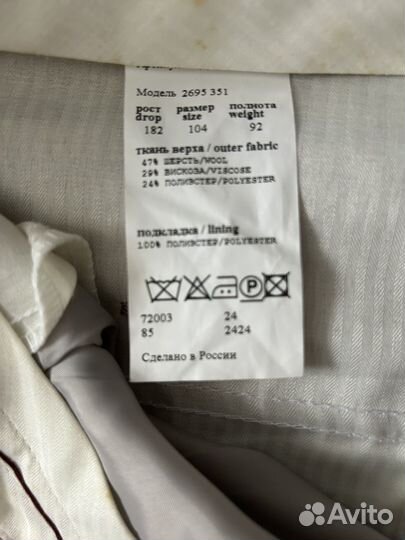 Модель 2695 351
рост размер полнота
drop size weight
182 104 92
ткань верха / outer fabric
47% ШЕРСТЬ/WOOL
29% ВИСКОЗА/VISCOSE
24% ПОЛИЭСТЕР/POLYESTER
подкладка / lining
100% ПОЛИЭСТЕР/POLYESTER
P
72003 24
85 2424
Сделано в России
Avito